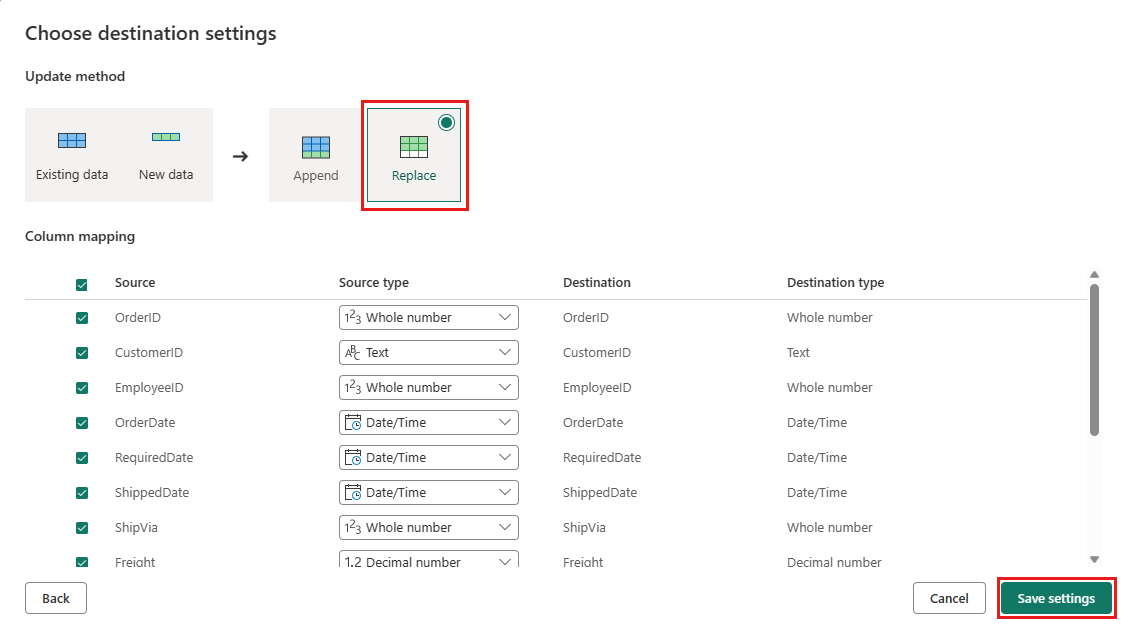 Choose destination settings
Update method
Existing data New data → Append Replace
Column mapping
Source Source type Destination Destination type
OrderID 123 Whole number OrderID Whole number
CustomerID ABC Text CustomerID Text
EmployeeID 123 Whole number EmployeeID Whole number
OrderDate Date/Time OrderDate Date/Time
RequiredDate Date/Time RequiredDate Date/Time
ShippedDate Date/Time ShippedDate Date/Time
ShipVia 123 Whole number ShipVia Whole number
Freight 1.2 Decimal number Freight Decimal number
Back Cancel Save settings